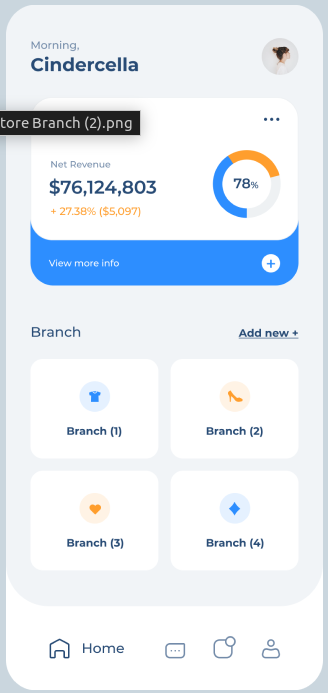 Morning,
Cindercella
tore Branch (2).png
Net Revenue
$76,124,803
+ 27.38% ($5,097)
78%
View more info
Branch
Add new +
Branch (1)
Branch (2)
Branch (3)
Branch (4)
Home